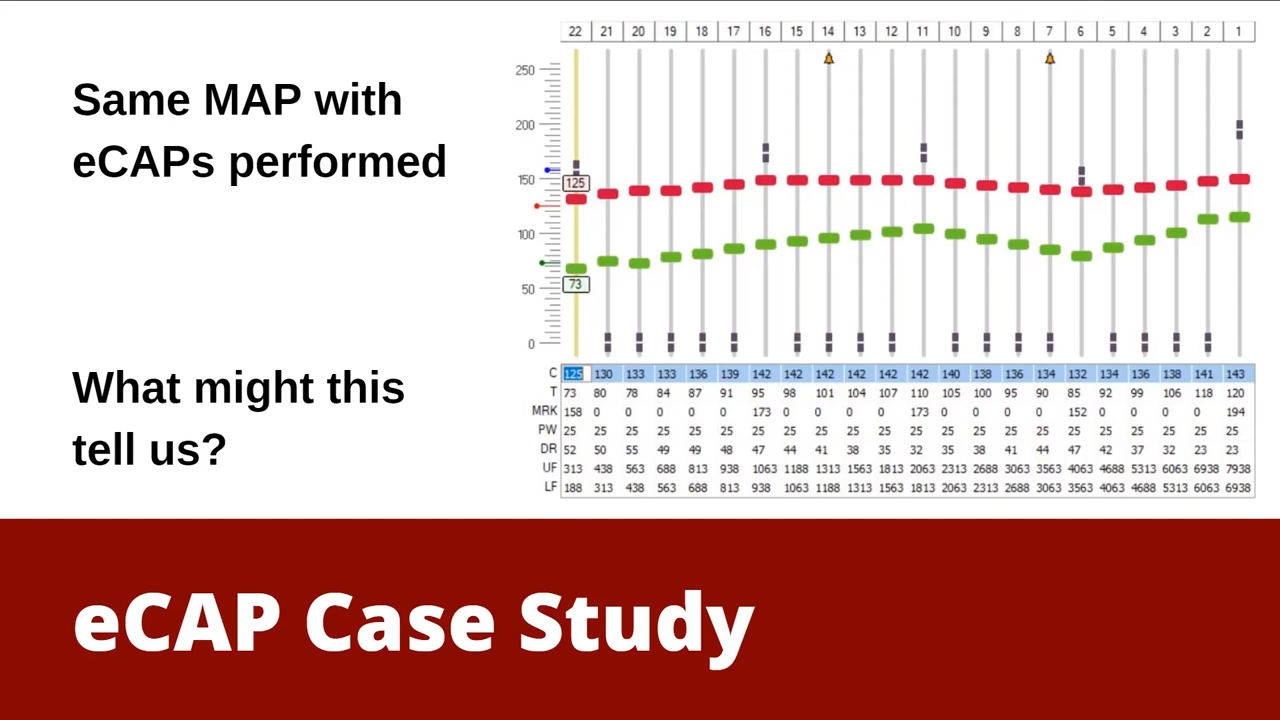 Same MAP with
eCAPs performed
What might this
tell us?
22 21 20 19 18 17 16 15 14 13 12 11 10 9 8 7 6 5 4 3 2 1
250
200
150
100
50
0
125
73
C 125 130 133 133 136 139 142 142 142 142 142 142 140 138 136 134 132 134 136 138 141 143
T 73 80 78 84 87 91 95 98 101 104 107 110 105 100 95 90 85 92 99 106 118 120
MRK 158 0 0 0 0 0 173 0 0 0 0 173 0 0 0 0 152 0 0 0 0 194
PW 25 25 25 25 25 25 25 25 25 25 25 25 25 25 25 25 25 25 25 25 25 25
DR 52 50 55 49 49 48 47 44 41 38 35 32 35 38 41 44 47 42 37 32 23 23
UF 313 438 563 688 813 938 1063 1188 1313 1563 1813 2063 2313 2688 3063 3563 4063 4688 5313 6063 6938 7938
LF 188 313 438 563 688 813 938 1063 1188 1313 1563 1813 2063 2313 2688 3063 3563 4063 4688 5313 6063 6938
eCAP Case Study